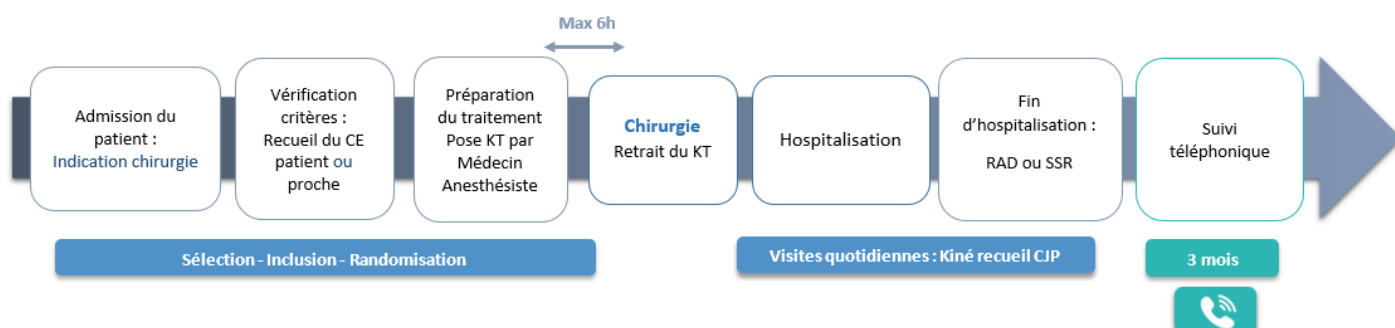 Max 6h
Admission du
patient :
Indication chirurgie
Vérification
critères :
Recueil du CE
patient ou
proche
Préparation
du traitement
Pose KT par
Médecin
Anesthésiste
Chirurgie
Retrait du KT
Hospitalisation
Fin
d’hospitalisation :
RAD ou SSR
Suivi
téléphonique
Sélection - Inclusion - Randomisation
Visites quotidiennes : Kiné recueil CJP
3 mois